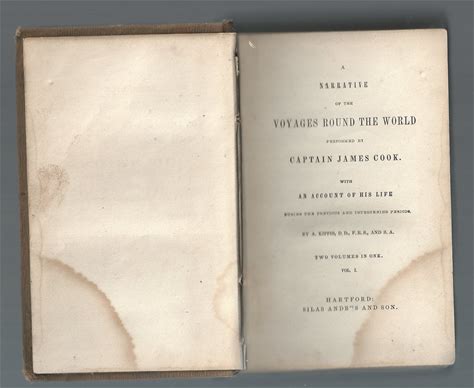 A
NARRATIVE
OF THE
VOYAGES ROUND THE WORLD
PERFORMED BY
CAPTAIN JAMES COOK.
WITH
AN ACCOUNT OF HIS LIFE
DURING THE PREVIOUS AND INTERVENING PERIODS.
BY A. KIPPIS, D.D., F.R.S., AND S.A.
TWO VOLUMES IN ONE.
VOL. I.
HARTFORD:
SILAS ANDRUS AND SON.